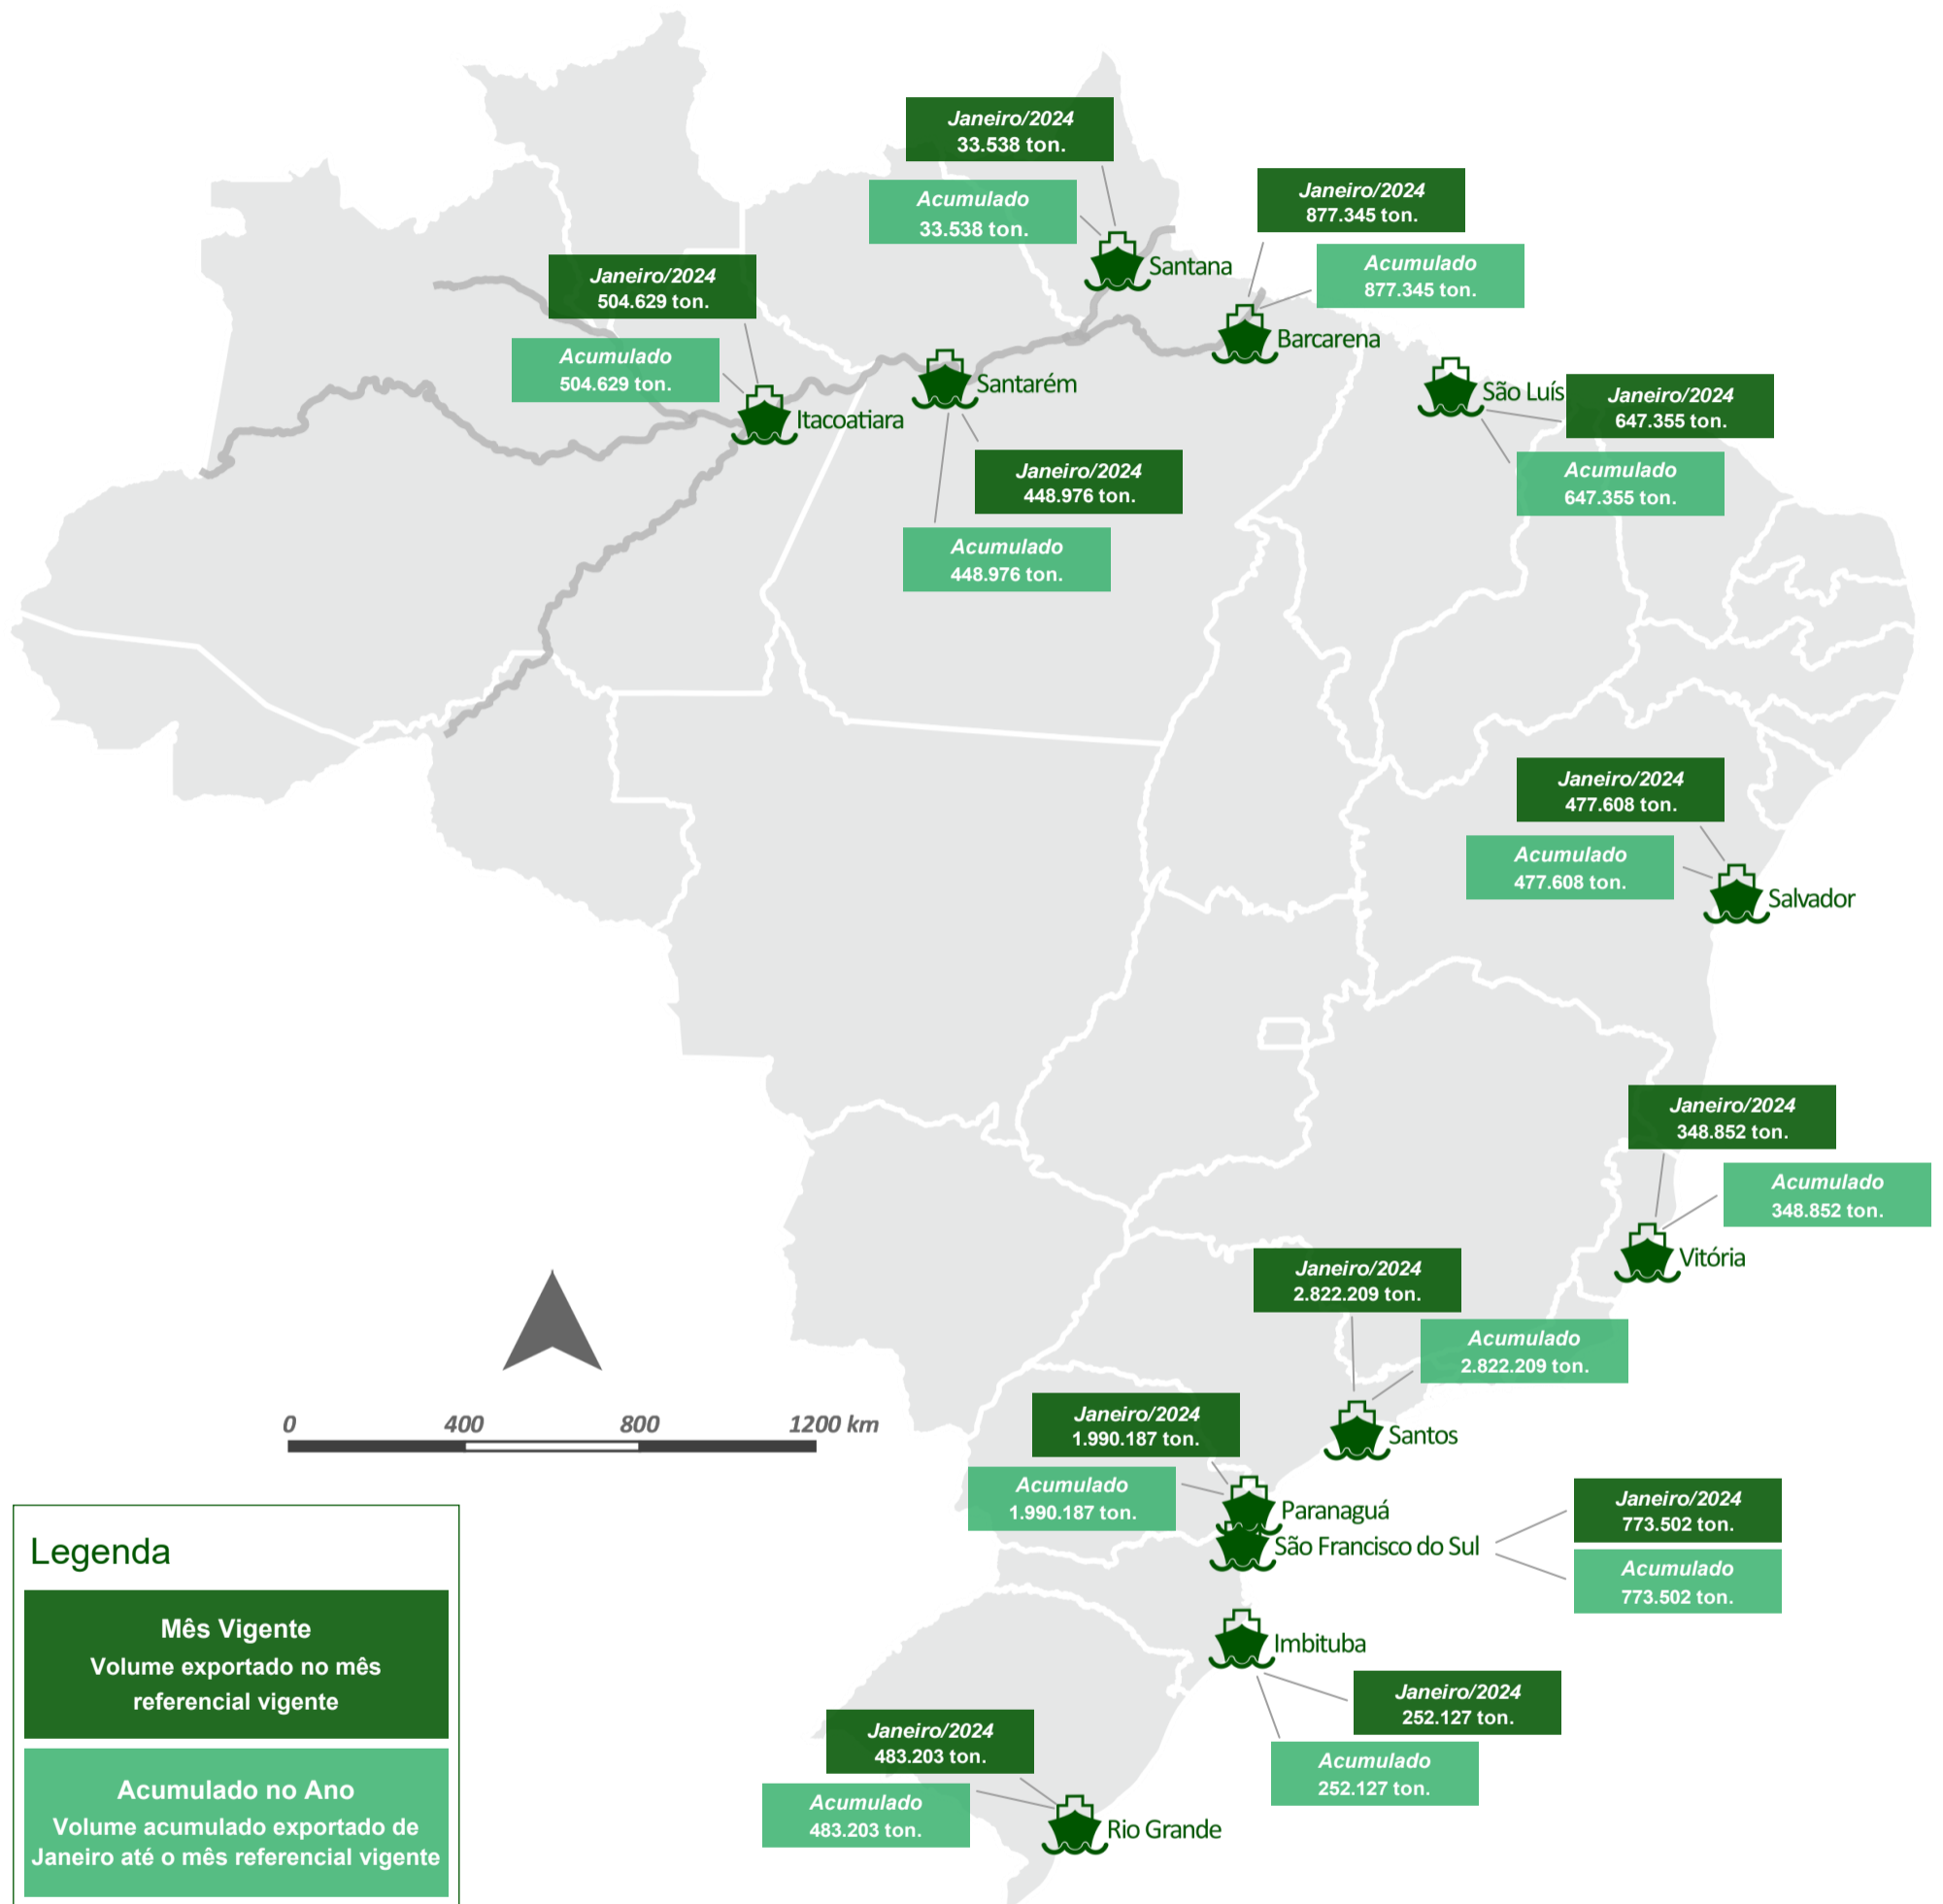 Janeiro/2024
33.538 ton.
Acumulado
33.538 ton.
Santana
Janeiro/2024
877.345 ton.
Acumulado
877.345 ton.
Barcarena
Janeiro/2024
504.629 ton.
Acumulado
504.629 ton.
Itacoatiara
Santarém
Janeiro/2024
448.976 ton.
Acumulado
448.976 ton.
São Luís
Janeiro/2024
647.355 ton.
Acumulado
647.355 ton.
Janeiro/2024
477.608 ton.
Acumulado
477.608 ton.
Salvador
Janeiro/2024
348.852 ton.
Acumulado
348.852 ton.
Vitória
Janeiro/2024
2.822.209 ton.
Acumulado
2.822.209 ton.
Santos
Janeiro/2024
1.990.187 ton.
Acumulado
1.990.187 ton.
Paranaguá
São Francisco do Sul
Janeiro/2024
773.502 ton.
Acumulado
773.502 ton.
Imbituba
Janeiro/2024
252.127 ton.
Acumulado
252.127 ton.
Janeiro/2024
483.203 ton.
Acumulado
483.203 ton.
Rio Grande
0 400 800 1200 km
Legenda
Mês Vigente
Volume exportado no mês
referencial vigente
Acumulado no Ano
Volume acumulado exportado de
Janeiro até o mês referencial vigente